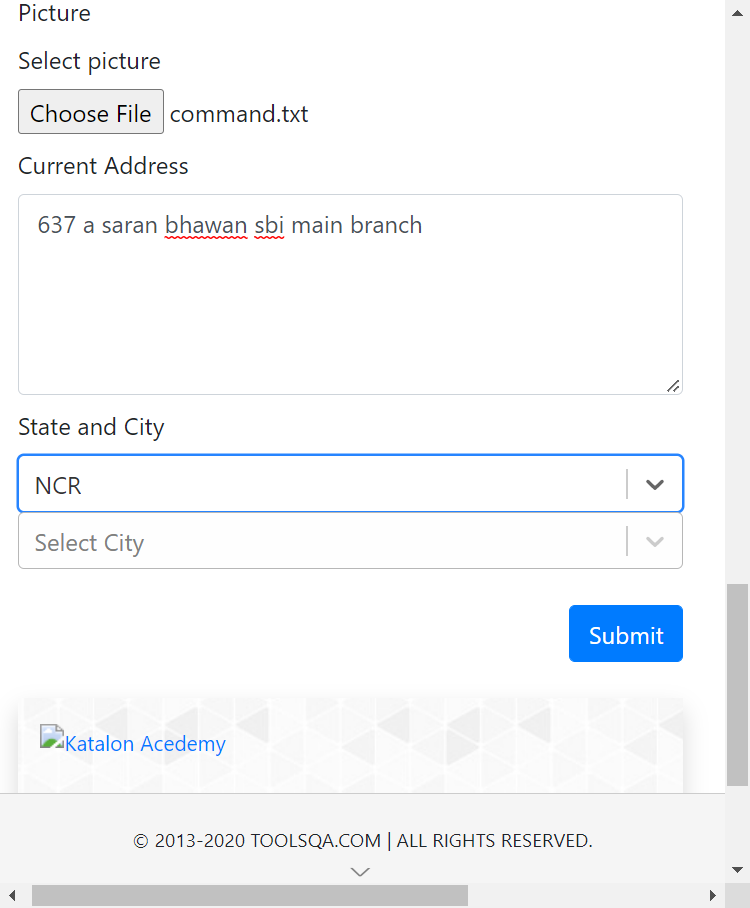 Picture
Select picture
Choose File command.txt
Current Address
637 a saran bhawan sbi main branch
State and City
NCR
Select City
Submit
Katalon Acedemy
© 2013-2020 TOOLSQA.COM | ALL RIGHTS RESERVED.